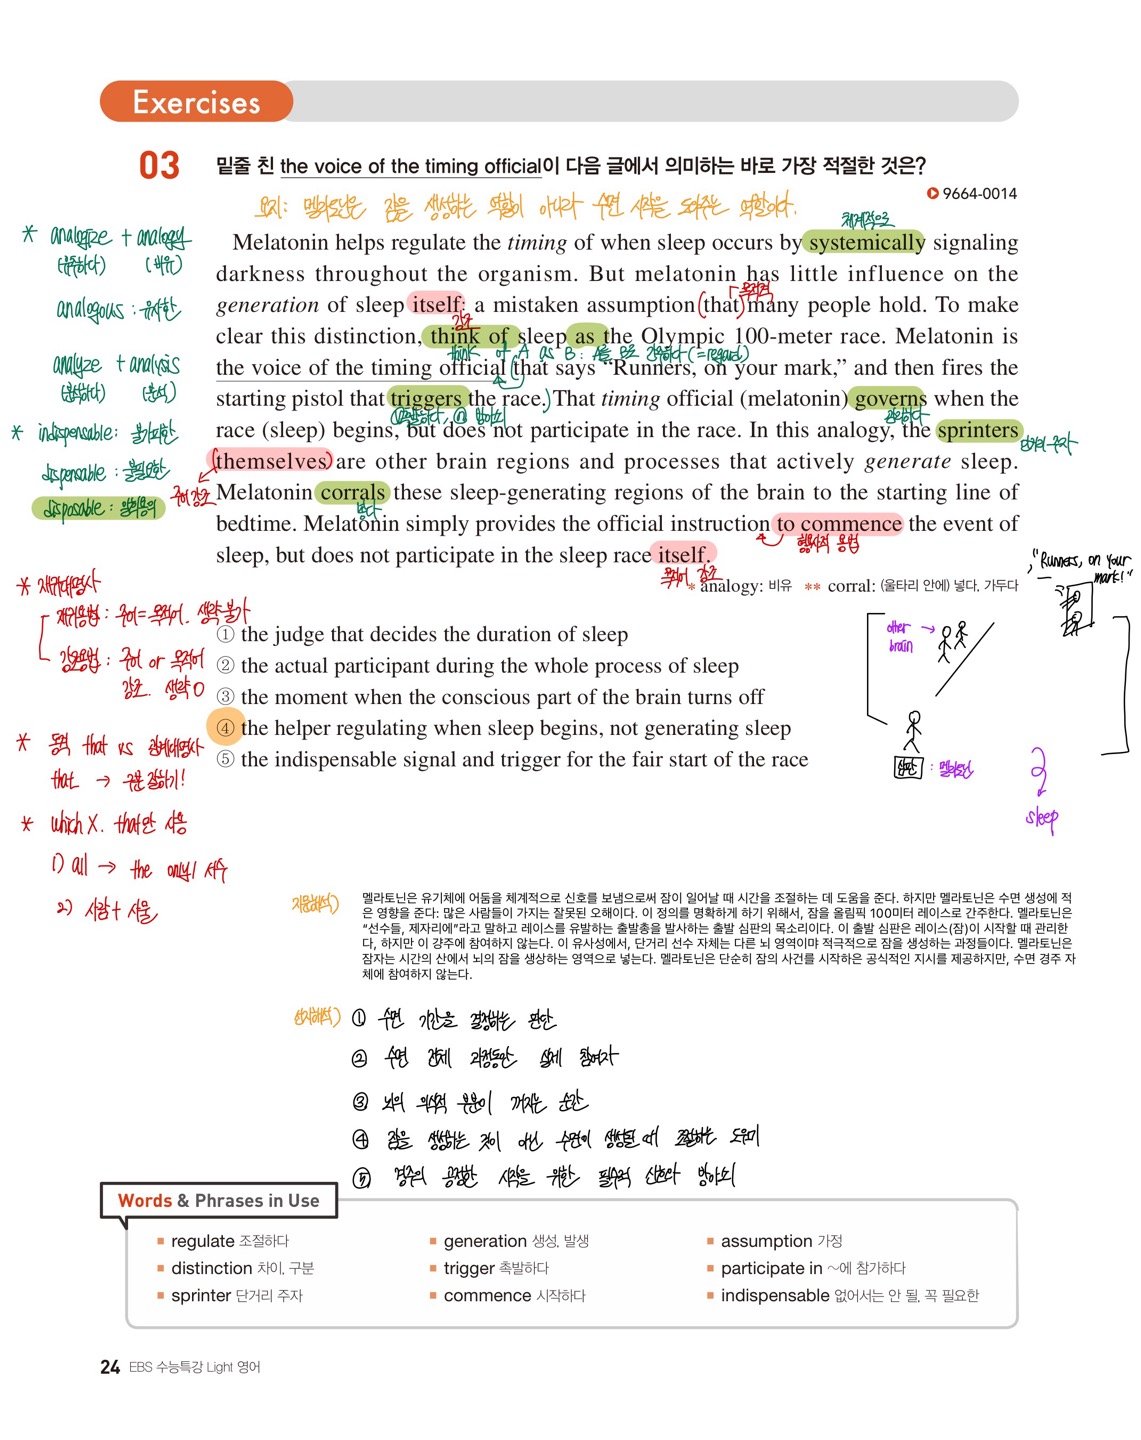 Exercises
03 밑줄 친 the voice of the timing official이 다음 글에서 의미하는 바로 가장 적절한 것은?
9664-0014
요지: 멜라토닌은 잠을 생성하는 역할이 아니라 수면 시작을 도와주는 역할이다.
체계적으로
Melatonin helps regulate the timing of when sleep occurs by systemically signaling
darkness throughout the organism. But melatonin has little influence on the
목적격
generation of sleep itself: a mistaken assumption (that) many people hold. To make
강조
clear this distinction, think of sleep as the Olympic 100-meter race. Melatonin is
think of A as B: A를 B로 간주하다 (=regard)
the voice of the timing official (that says “Runners, on your mark,” and then fires the
starting pistol that triggers the race.) That timing official (melatonin) governs when the
관리하다
race (sleep) begins, but does not participate in the race. In this analogy, the sprinters
단거리 주자
(themselves) are other brain regions and processes that actively generate sleep.
주어 강조
Melatonin corrals these sleep-generating regions of the brain to the starting line of
넣다
bedtime. Melatonin simply provides the official instruction to commence the event of
형용사적 용법
sleep, but does not participate in the sleep race itself.
목적어 강조
* analogy: 비유 ** corral: (울타리 안에) 넣다, 가두다
① the judge that decides the duration of sleep
② the actual participant during the whole process of sleep
③ the moment when the conscious part of the brain turns off
④ the helper regulating when sleep begins, not generating sleep
⑤ the indispensable signal and trigger for the fair start of the race
* analogize + analogy
(유추하다) (비유)
analogous : 유사한
analyze + analysis
(분석하다) (분석)
* indispensable: 불가피한
dispensable : 불필요한
disposable : 일회용의
* 재귀대명사
재귀용법 : 주어=목적어. 생략불가
강조용법 : 주어 or 목적어
강조. 생략O
* 동격 that vs 관계대명사
that → 구분 잘하기!
* which X. that만 사용
1) all → the only / 서수
2) 사람 + 사물
"Runners, on your
mark!"
other
brain
심판 : 멜라토닌
sleep
지문해석)
멜라토닌은 유기체에 어둠을 체계적으로 신호를 보냄으로써 잠이 일어날 때 시간을 조절하는 데 도움을 준다. 하지만 멜라토닌은 수면 생성에 적
은 영향을 준다: 많은 사람들이 가지는 잘못된 오해이다. 이 정의를 명확하게 하기 위해서, 잠을 올림픽 100미터 레이스로 간주한다. 멜라토닌은
“선수들, 제자리에”라고 말하고 레이스를 유발하는 출발총을 발사하는 출발 심판의 목소리이다. 이 출발 심판은 레이스(잠)이 시작할 때 관리한
다, 하지만 이 걍주에 참여하지 않는다. 이 유사성에서, 단거리 선수 자체는 다른 뇌 영역이먀 적극적으로 잠을 생성하는 과정들이다. 멜라토닌은
잠자는 시간의 산에서 뇌의 잠을 생상하는 영역으로 넣는다. 멜라토닌은 단순히 잠의 사건를 시작하은 공식적인 지시를 제공하지만, 수면 경주 자
체에 참여하지 않는다.
선지해석)
① 수면 기간을 결정하는 판단
② 수면 전체 과정동안 실제 참여자
③ 뇌의 의식적 부분이 꺼지는 순간
④ 잠을 생성하는 것이 아닌 수면이 생성될 때 조절하는 도우미
⑤ 경주의 공정한 시작을 위한 필수적 신호와 방아쇠
Words & Phrases in Use
regulate 조절하다
generation 생성, 발생
assumption 가정
distinction 차이, 구분
trigger 촉발하다
participate in ～에 참가하다
sprinter 단거리 주자
commence 시작하다
indispensable 없어서는 안 될, 꼭 필요한
24 EBS 수능특강 Light 영어